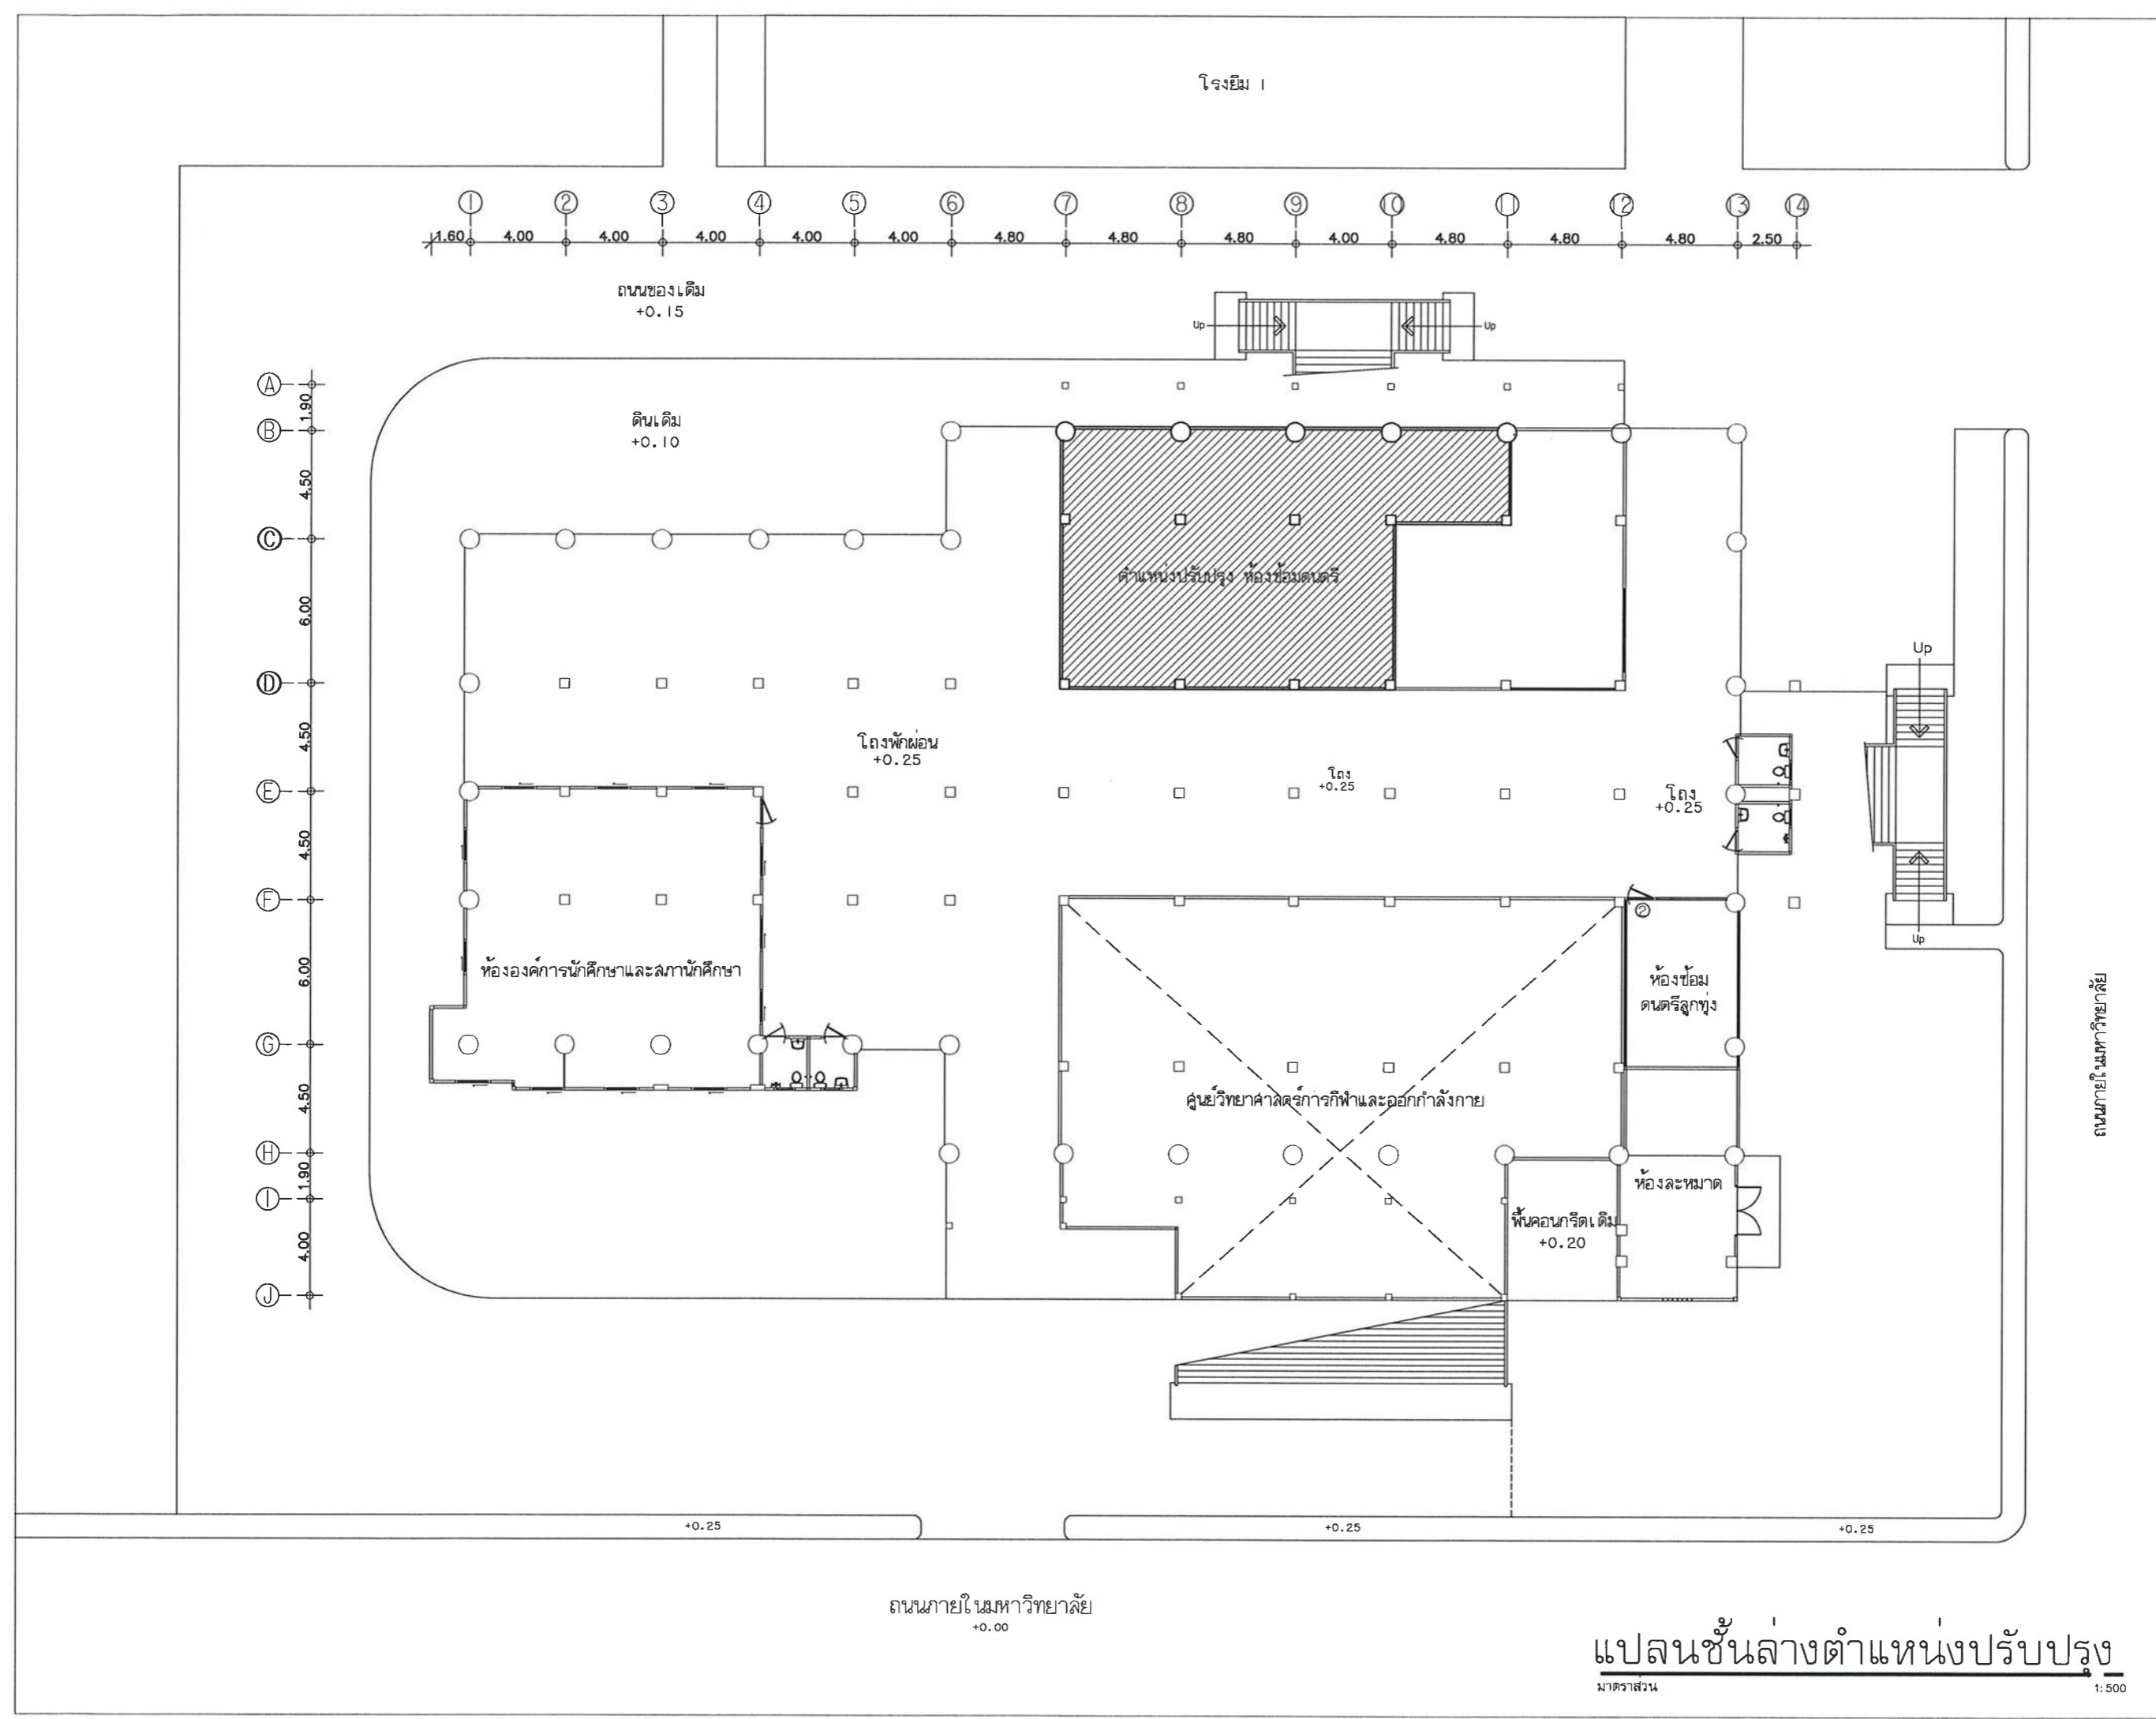 โรงยิม 1
1 2 3 4 5 6 7 8 9 10 11 12 13 14
1.60 4.00 4.00 4.00 4.00 4.00 4.80 4.80 4.80 4.00 4.80 4.80 4.80 2.50
ถนนของเดิม
+0.15
Up Up
A
1.90
B
ดินเดิม
+0.10
4.50
C
6.00
ตำแหน่งปรับปรุง ห้องซ้อมดนตรี
Up
D
4.50
โถงพักผ่อน
+0.25
โถง
+0.25
โถง
+0.25
E
4.50
F
2
Up
6.00
ห้ององค์การนักศึกษาและสภานักศึกษา
ห้องซ้อม
ดนตรีลูกทุ่ง
ถนนภายในมหาวิทยาลัย
G
4.50
ศูนย์วิทยาศาสตร์การกีฬาและออกกำลังกาย
H
1.90
ห้องละหมาด
I
พื้นคอนกรีตเดิม
+0.20
4.00
J
+0.25 +0.25 +0.25
ถนนภายในมหาวิทยาลัย
+0.00
แปลนชั้นล่างตำแหน่งปรับปรุง
มาตราส่วน 1:500